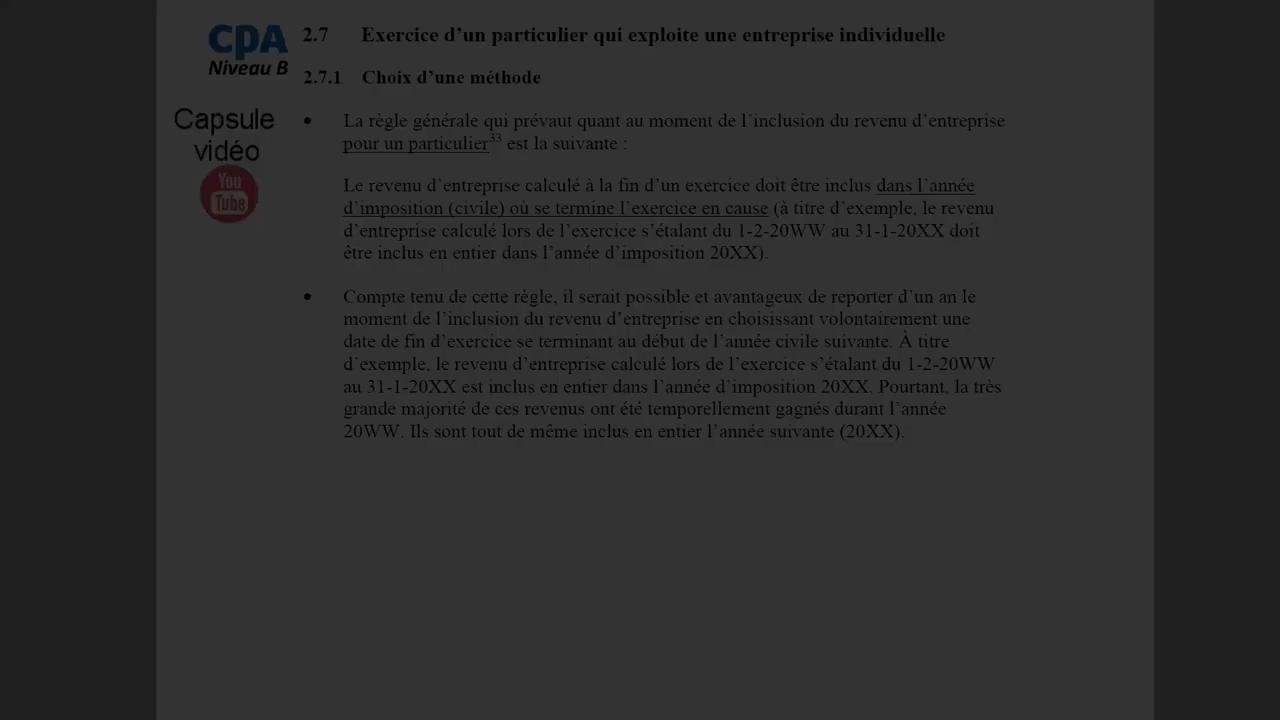 CPA
Niveau B
2.7 Exercice d'un particulier qui exploite une entreprise individuelle
2.7.1 Choix d'une méthode
Capsule
vidéo
You
Tube
• La règle générale qui prévaut quant au moment de l'inclusion du revenu d'entreprise
pour un particulier33 est la suivante :
Le revenu d'entreprise calculé à la fin d'un exercice doit être inclus dans l'année
d'imposition (civile) où se termine l'exercice en cause (à titre d'exemple, le revenu
d'entreprise calculé lors de l'exercice s'étalant du 1-2-20WW au 31-1-20XX doit
être inclus en entier dans l'année d'imposition 20XX).
• Compte tenu de cette règle, il serait possible et avantageux de reporter d'un an le
moment de l'inclusion du revenu d'entreprise en choisissant volontairement une
date de fin d'exercice se terminant au début de l'année civile suivante. À titre
d'exemple, le revenu d'entreprise calculé lors de l'exercice s'étalant du 1-2-20WW
au 31-1-20XX est inclus en entier dans l'année d'imposition 20XX. Pourtant, la très
grande majorité de ces revenus ont été temporellement gagnés durant l'année
20WW. Ils sont tout de même inclus en entier l'année suivante (20XX).